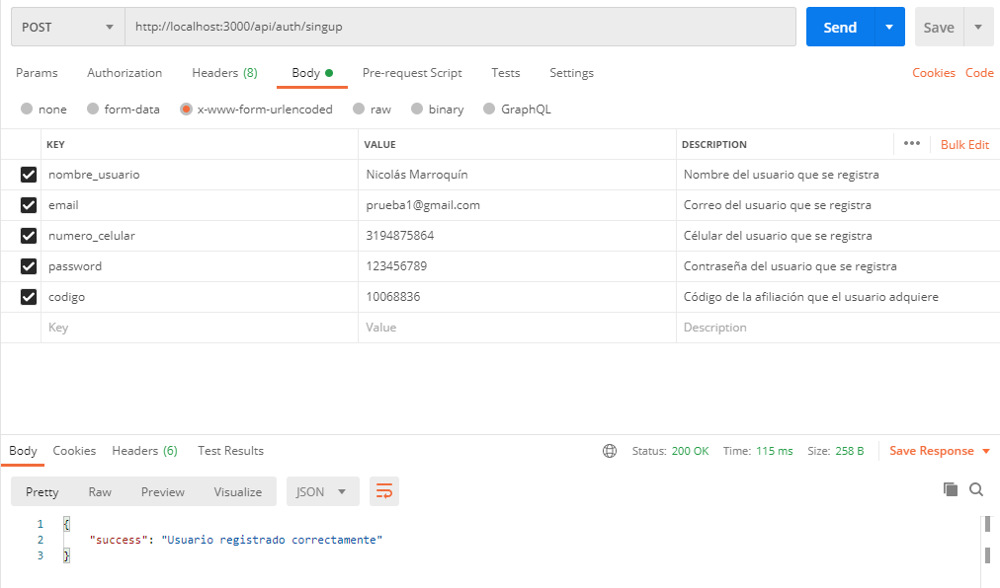 POST http://localhost:3000/api/auth/singup Send Save
Params Authorization Headers (8) Body Pre-request Script Tests Settings Cookies Code
none form-data x-www-form-urlencoded raw binary GraphQL
KEY VALUE DESCRIPTION ••• Bulk Edit
nombre_usuario Nicolás Marroquín Nombre del usuario que se registra
email prueba1@gmail.com Correo del usuario que se registra
numero_celular 3194875864 Célular del usuario que se registra
password 123456789 Contraseña del usuario que se registra
codigo 10068836 Código de la afiliación que el usuario adquiere
Key Value Description
Body Cookies Headers (6) Test Results Status: 200 OK Time: 115 ms Size: 258 B Save Response
Pretty Raw Preview Visualize JSON
1 {
2 "success": "Usuario registrado correctamente"
3 }